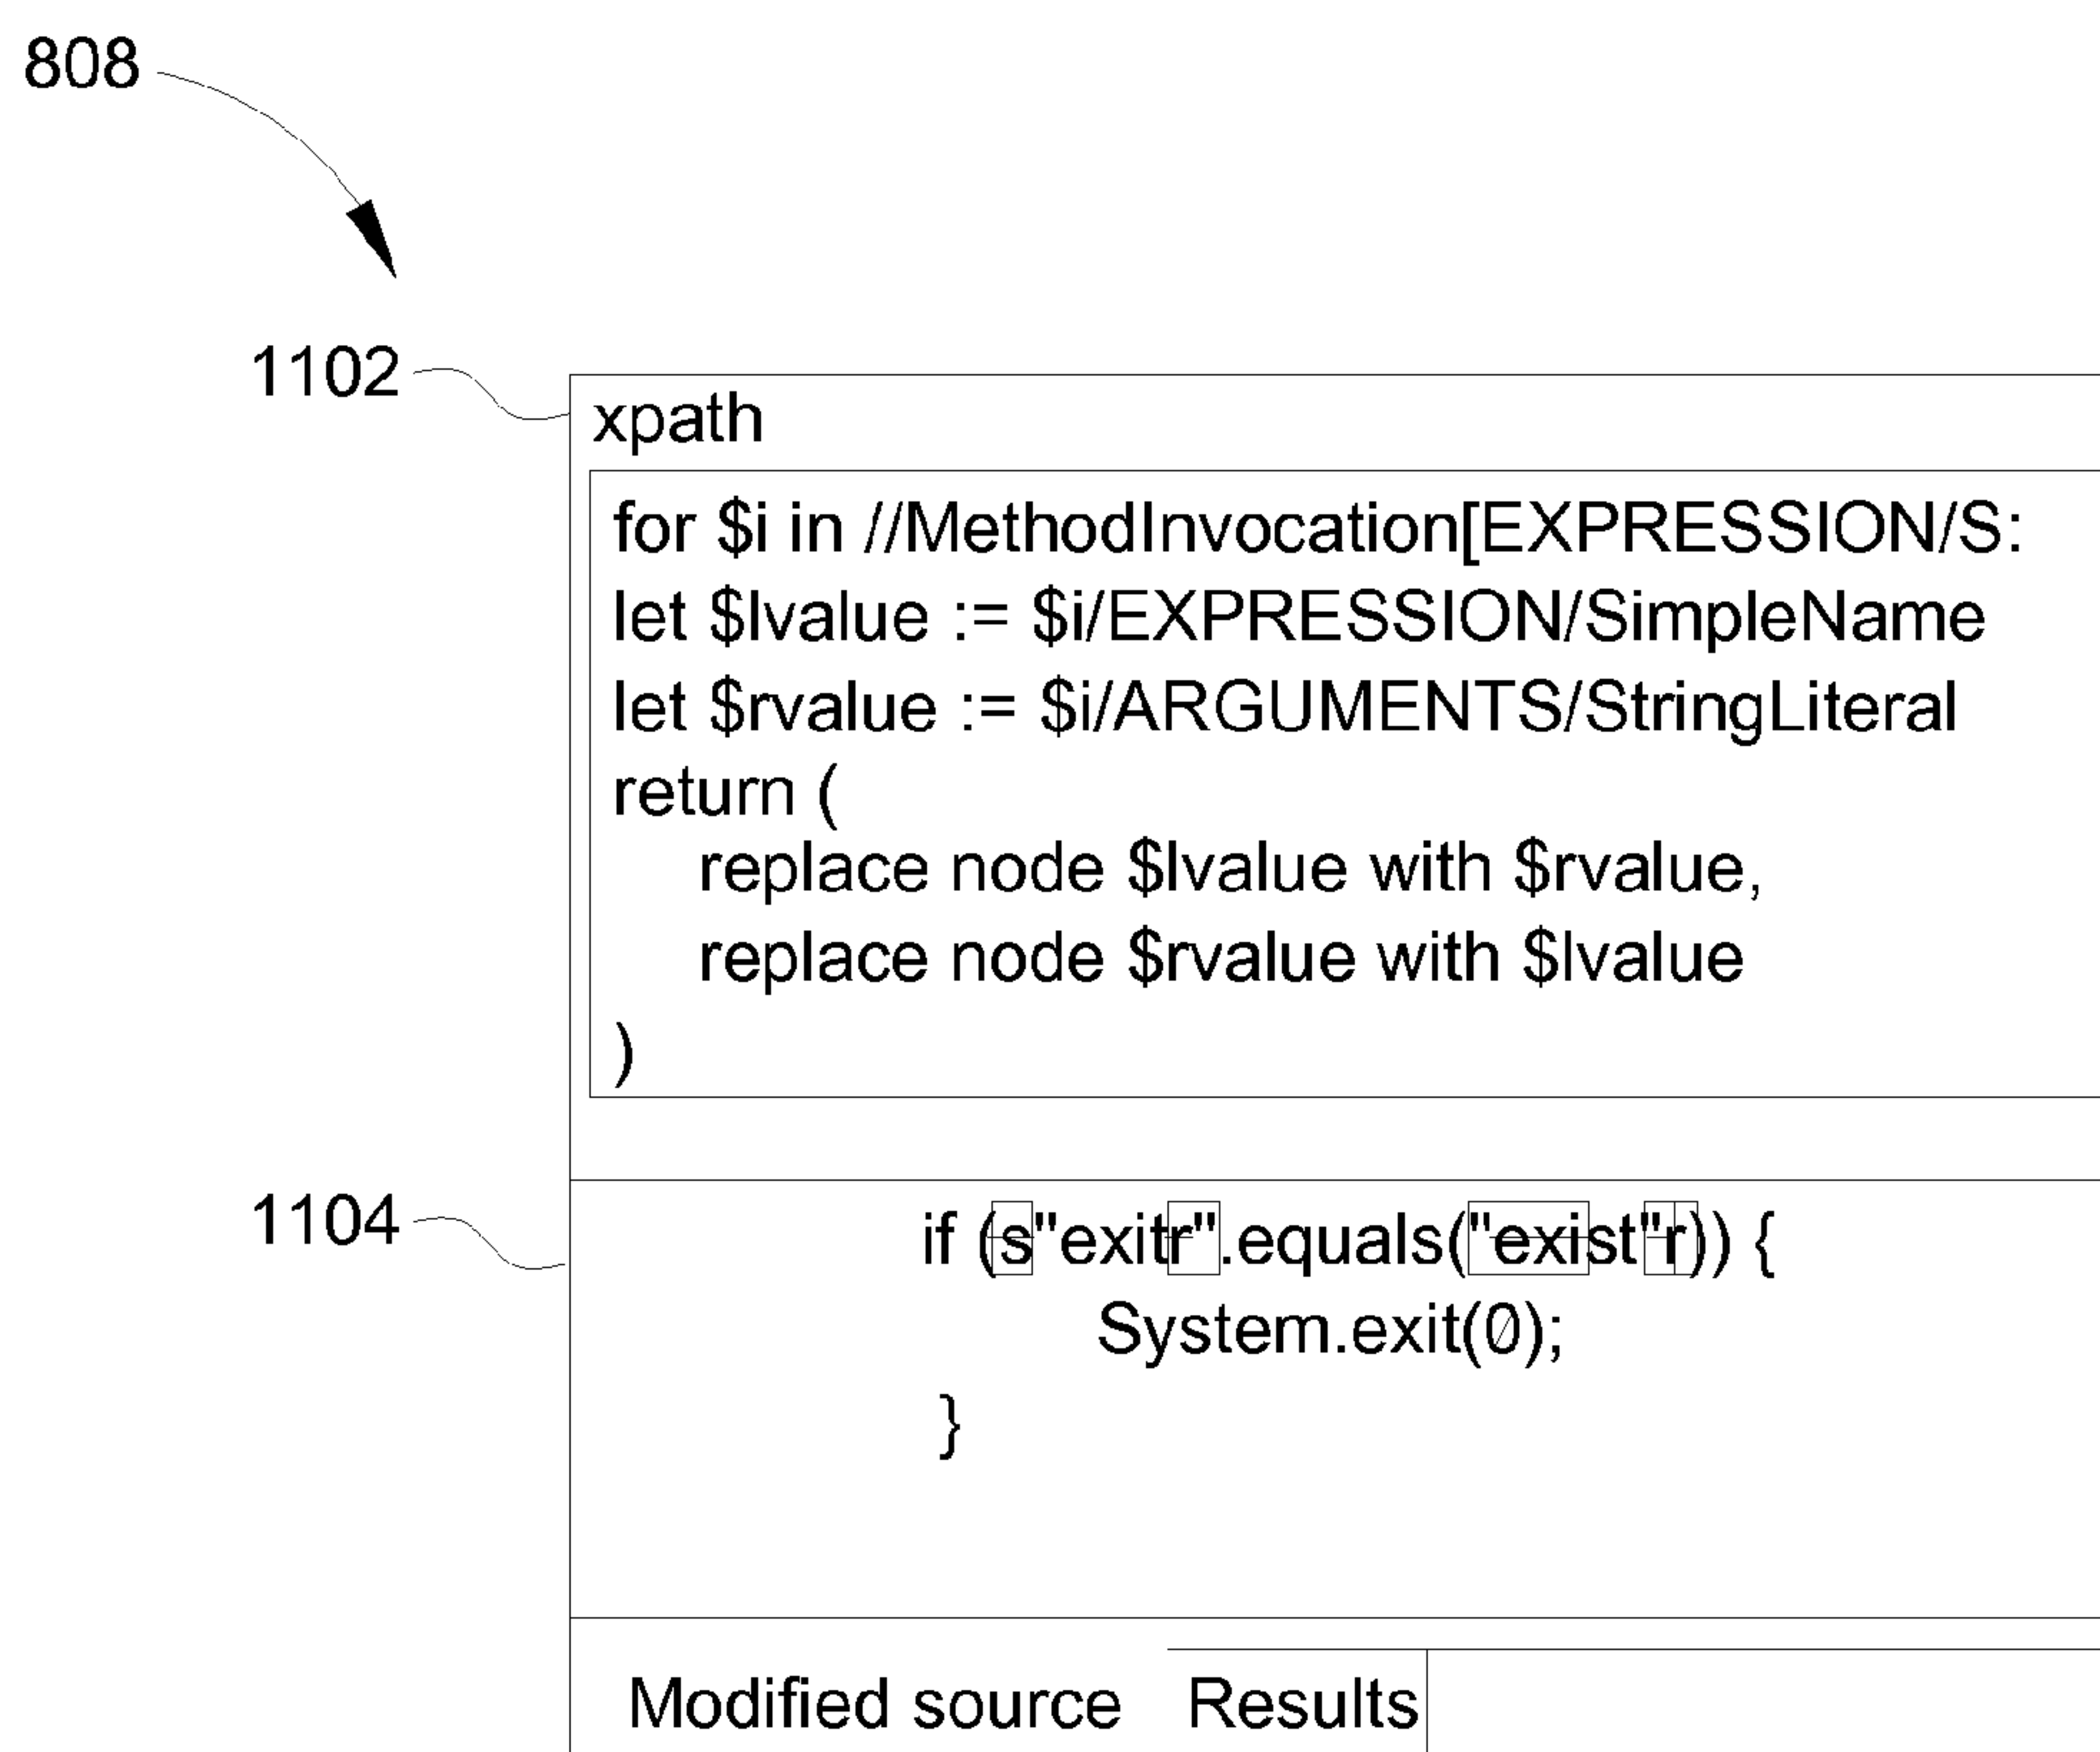 808
1102
xpath
for $i in //MethodInvocation[EXPRESSION/S:
let $lvalue := $i/EXPRESSION/SimpleName
let $rvalue := $i/ARGUMENTS/StringLiteral
return (
replace node $lvalue with $rvalue,
replace node $rvalue with $lvalue
)
1104
if (s"exitr".equals("exist"r)) {
System.exit(0);
}
Modified source Results